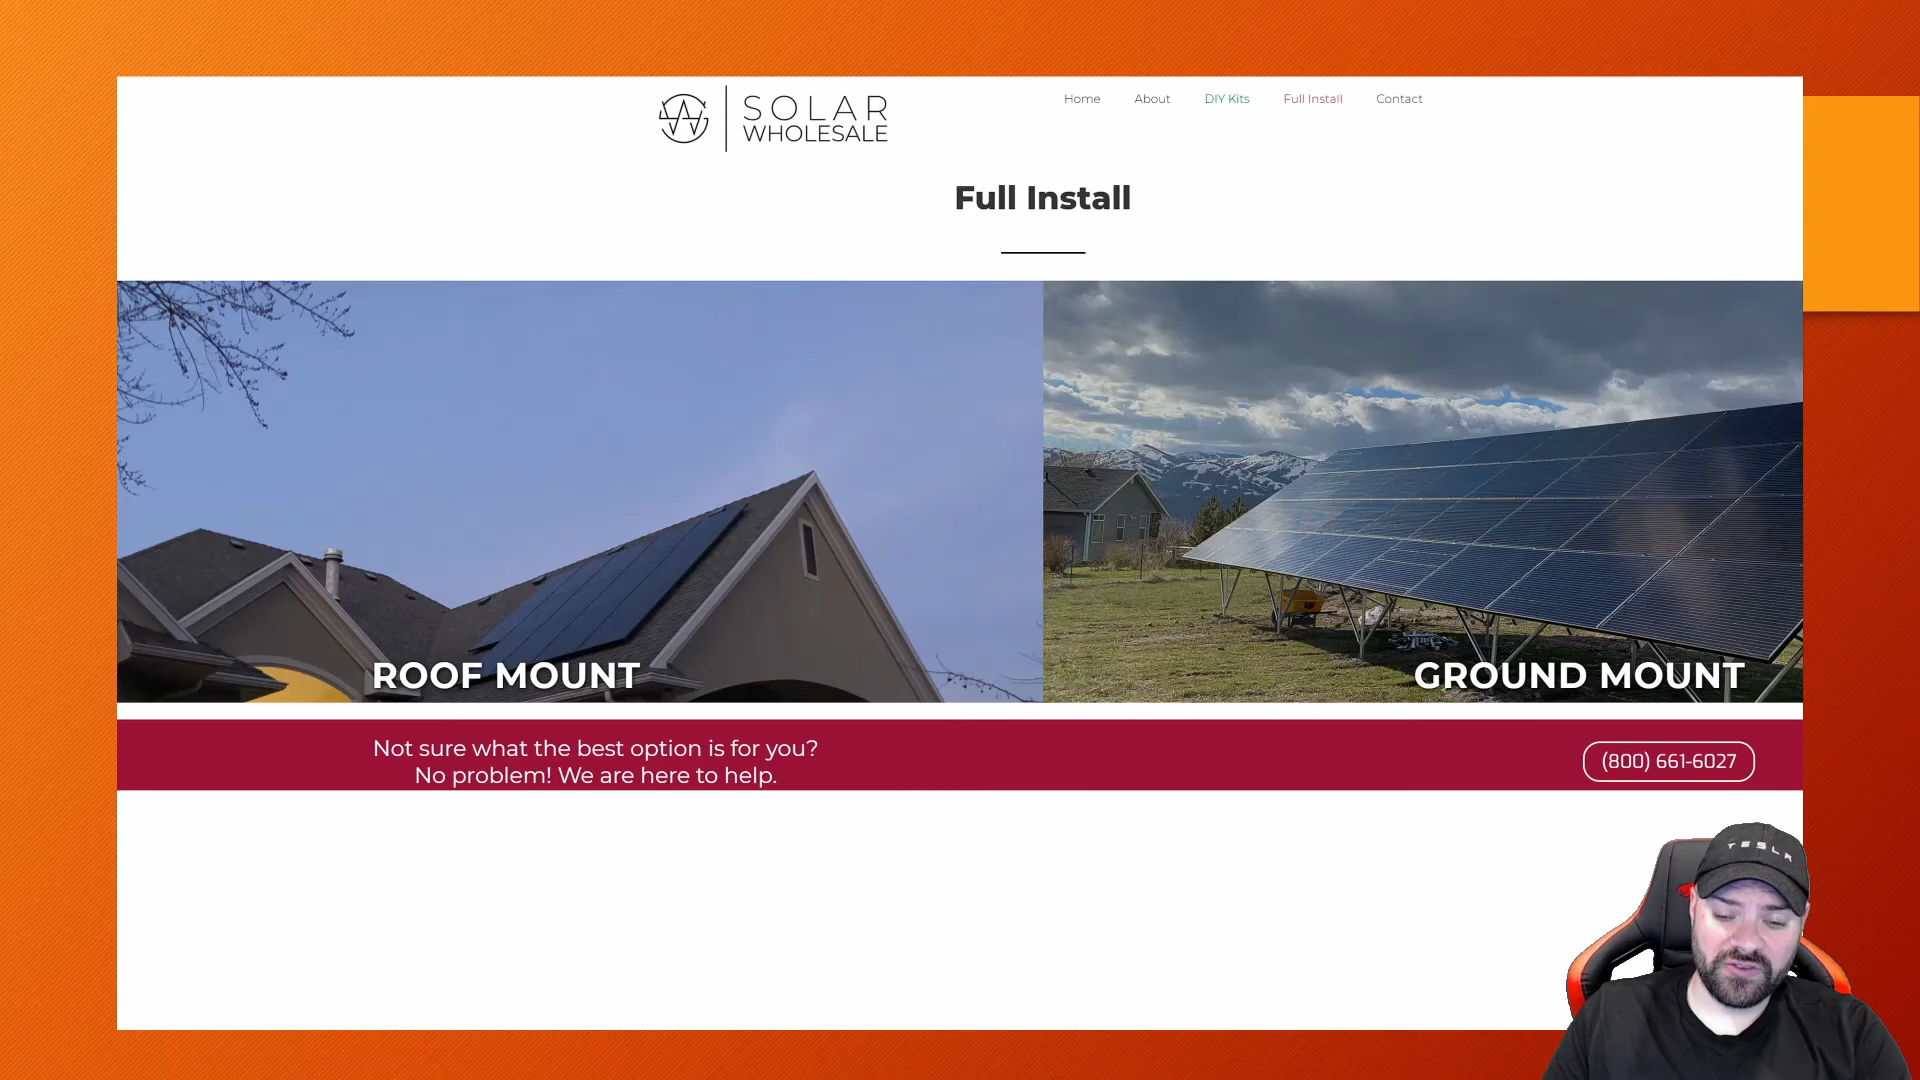 SOLAR
WHOLESALE
Home About DIY Kits Full Install Contact
Full Install
ROOF MOUNT
GROUND MOUNT
Not sure what the best option is for you?
No problem! We are here to help.
(800) 661-6027
TESLA